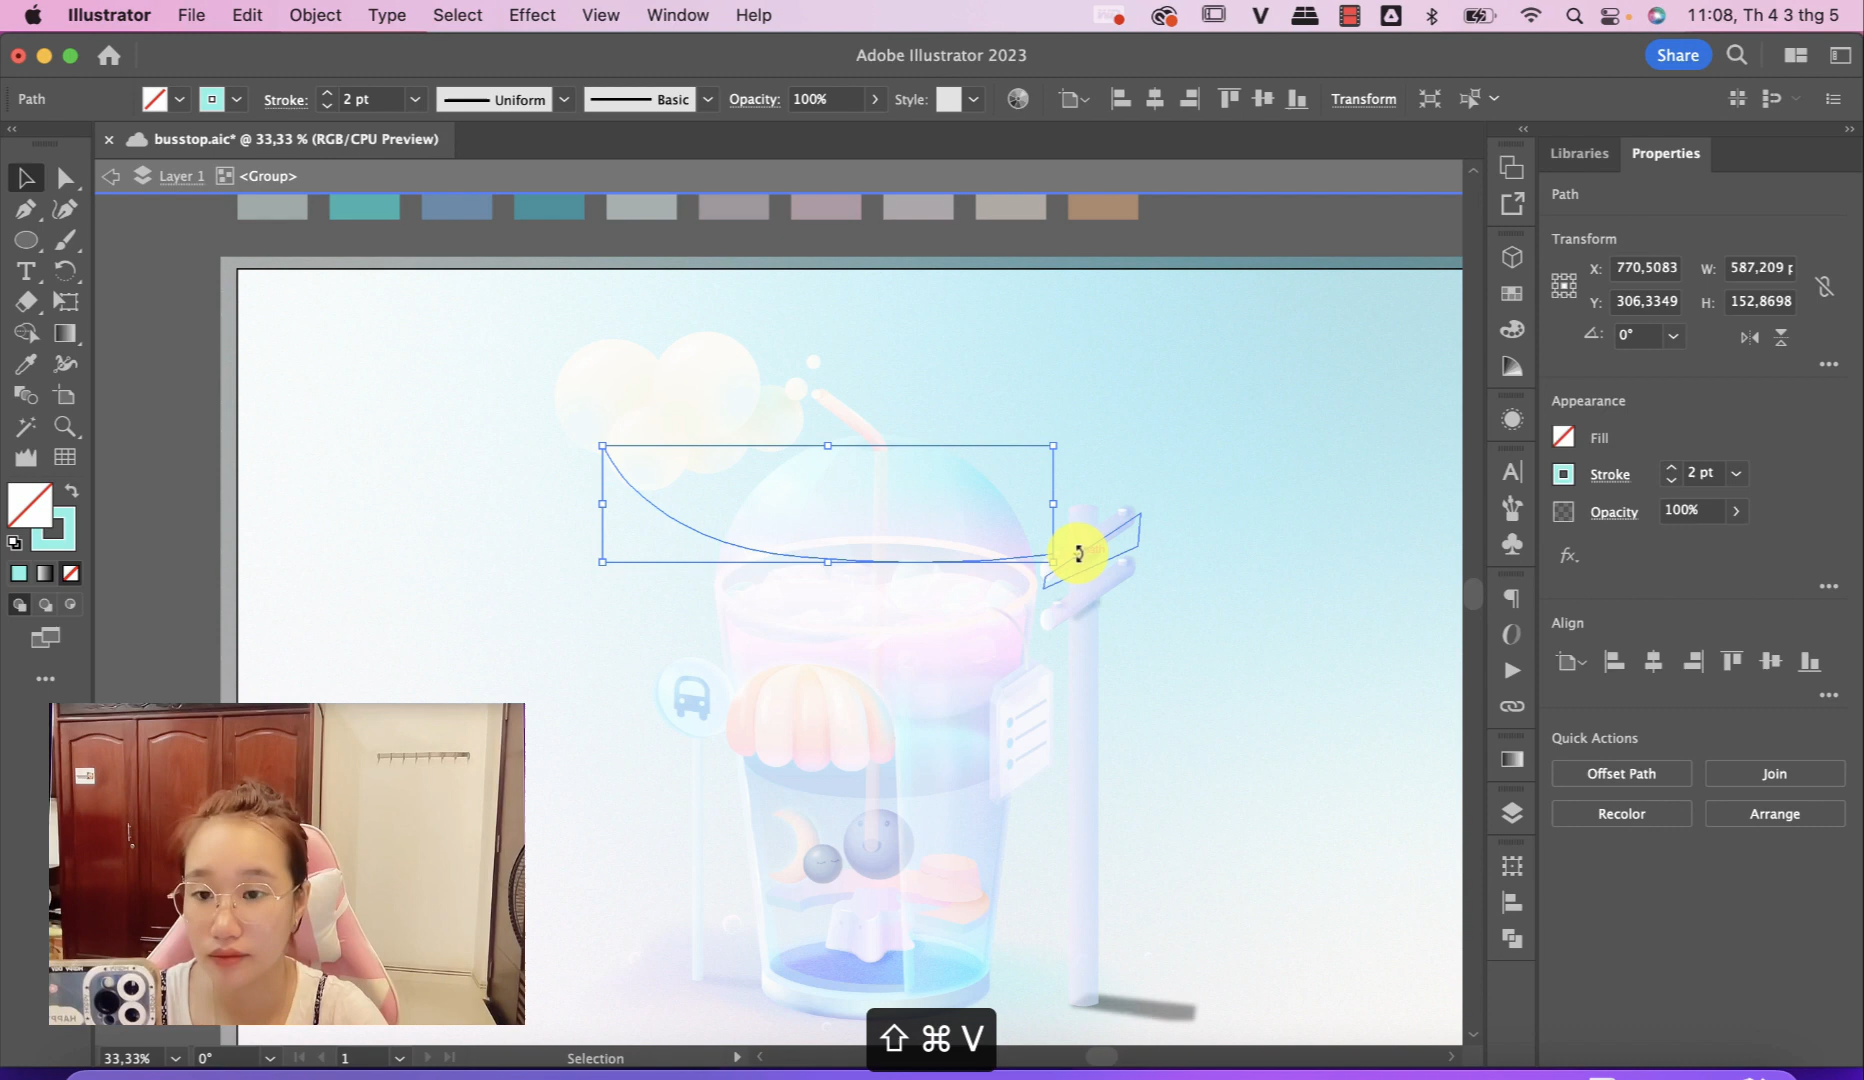 Illustrator File Edit Object Type Select Effect View Window Help
11:08, Th 4 3 thg 5
Adobe Illustrator 2023
Share
Path
Stroke: 2 pt
Uniform
Basic
Opacity: 100%
Style:
Transform
× busstop.aic* @ 33,33 % (RGB/CPU Preview)
Layer 1 <Group>
Libraries Properties
Path
Transform
X: 770,5083 W: 587,209 p
Y: 306,3349 H: 152,8698
0°
Appearance
Fill
Stroke 2 pt
Opacity 100%
fx.
Align
Quick Actions
Offset Path Join
Recolor Arrange
⇧ ⌘ V
33,33% 0° 1 Selection